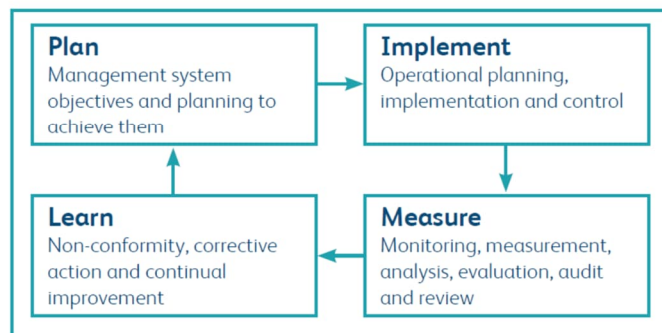 Plan
Management system
objectives and planning to
achieve them
Implement
Operational planning,
implementation and control
Learn
Non-conformity, corrective
action and continual
improvement
Measure
Monitoring, measurement,
analysis, evaluation, audit
and review